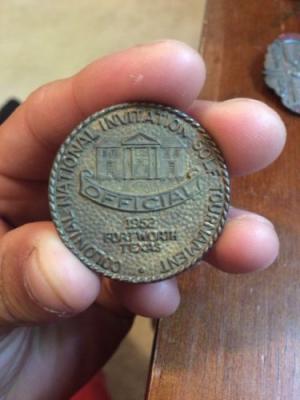 COLONIAL NATIONAL INVITATION GOLF TOURNAMENT
OFFICIAL
1952
FORT WORTH
TEXAS